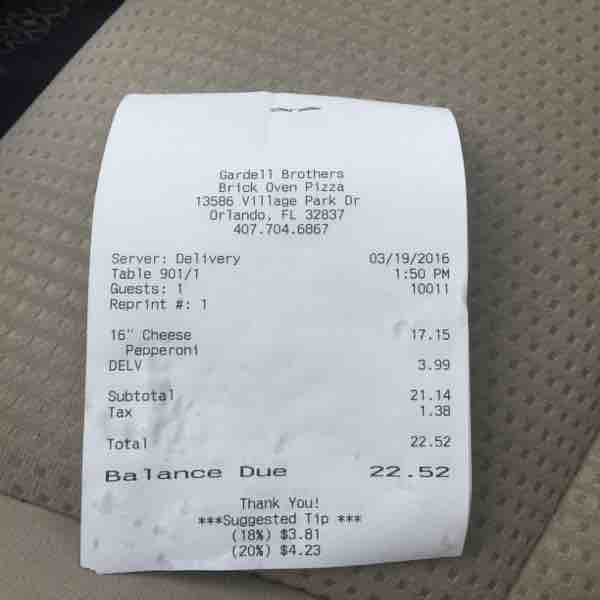 Gardell Brothers
Brick Oven Pizza
13586 Village Park Dr
Orlando, FL 32837
407.704.6867
Server: Delivery 03/19/2016
Table 901/1 1:50 PM
Guests: 1 10011
Reprint #: 1
16" Cheese 17.15
Pepperoni
DELV 3.99
Subtotal 21.14
Tax 1.38
Total 22.52
Balance Due 22.52
Thank You!
***Suggested Tip ***
(18%) $3.81
(20%) $4.23